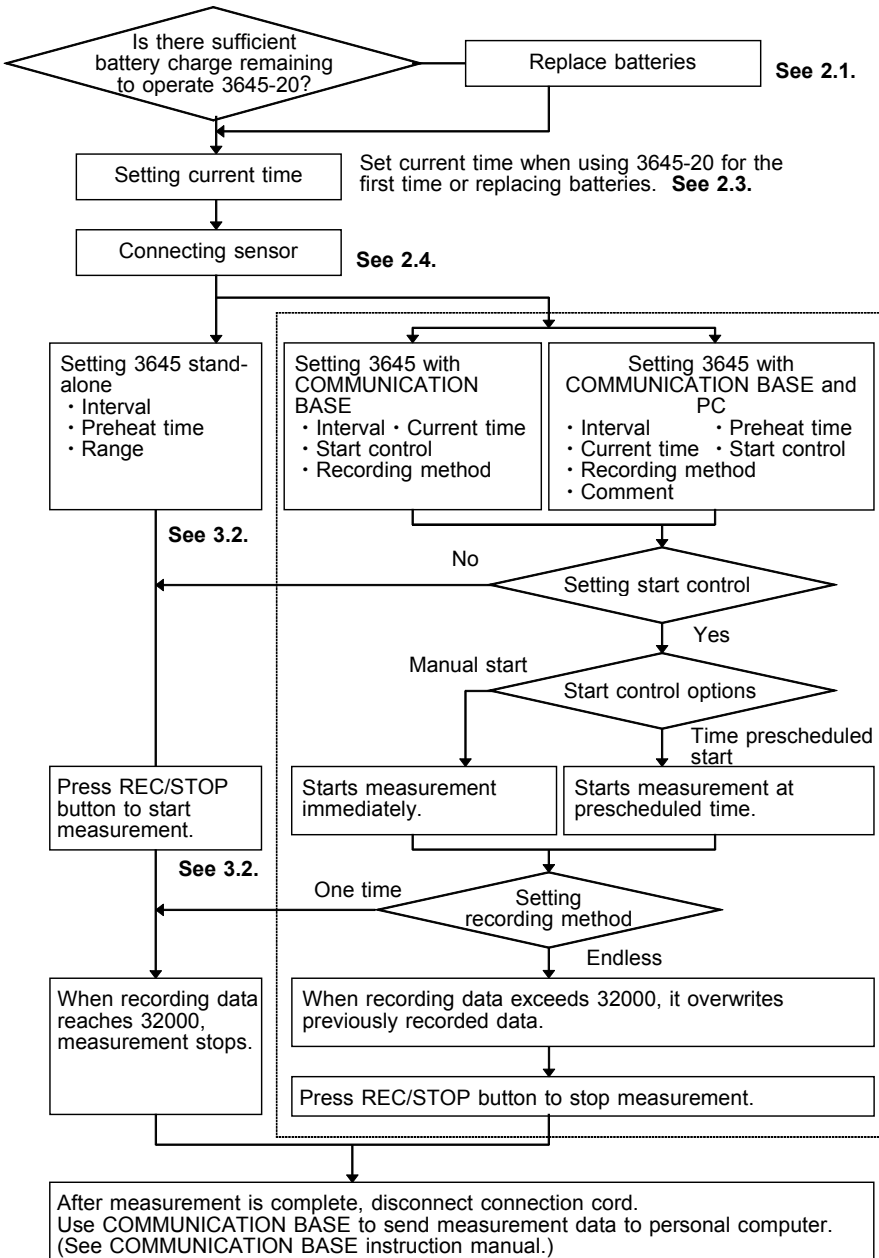 Is there sufficient
battery charge remaining
to operate 3645-20?
Replace batteries
See 2.1.
Setting current time
Set current time when using 3645-20 for the
first time or replacing batteries. See 2.3.
Connecting sensor
See 2.4.
Setting 3645 stand-
alone
・Interval
・Preheat time
・Range
Setting 3645 with
COMMUNICATION
BASE
・Interval・Current time
・Start control
・Recording method
Setting 3645 with
COMMUNICATION BASE and
PC
・Interval ・Preheat time
・Current time ・Start control
・Recording method
・Comment
See 3.2.
No
Setting start control
Yes
Manual start
Start control options
Time prescheduled
start
Press REC/STOP
button to start
measurement.
Starts measurement
immediately.
Starts measurement at
prescheduled time.
See 3.2.
One time
Setting
recording method
Endless
When recording data
reaches 32000,
measurement stops.
When recording data exceeds 32000, it overwrites
previously recorded data.
Press REC/STOP button to stop measurement.
After measurement is complete, disconnect connection cord.
Use COMMUNICATION BASE to send measurement data to personal computer.
(See COMMUNICATION BASE instruction manual.)